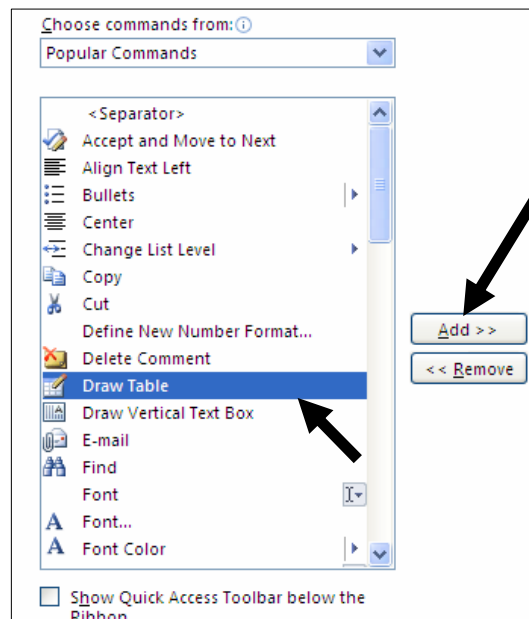 Choose commands from:
Popular Commands
<Separator>
Accept and Move to Next
Align Text Left
Bullets
Center
Change List Level
Copy
Cut
Define New Number Format...
Delete Comment
Draw Table
Draw Vertical Text Box
E-mail
Find
Font
Font...
Font Color
Add >>
<< Remove
Show Quick Access Toolbar below the
Ribbon